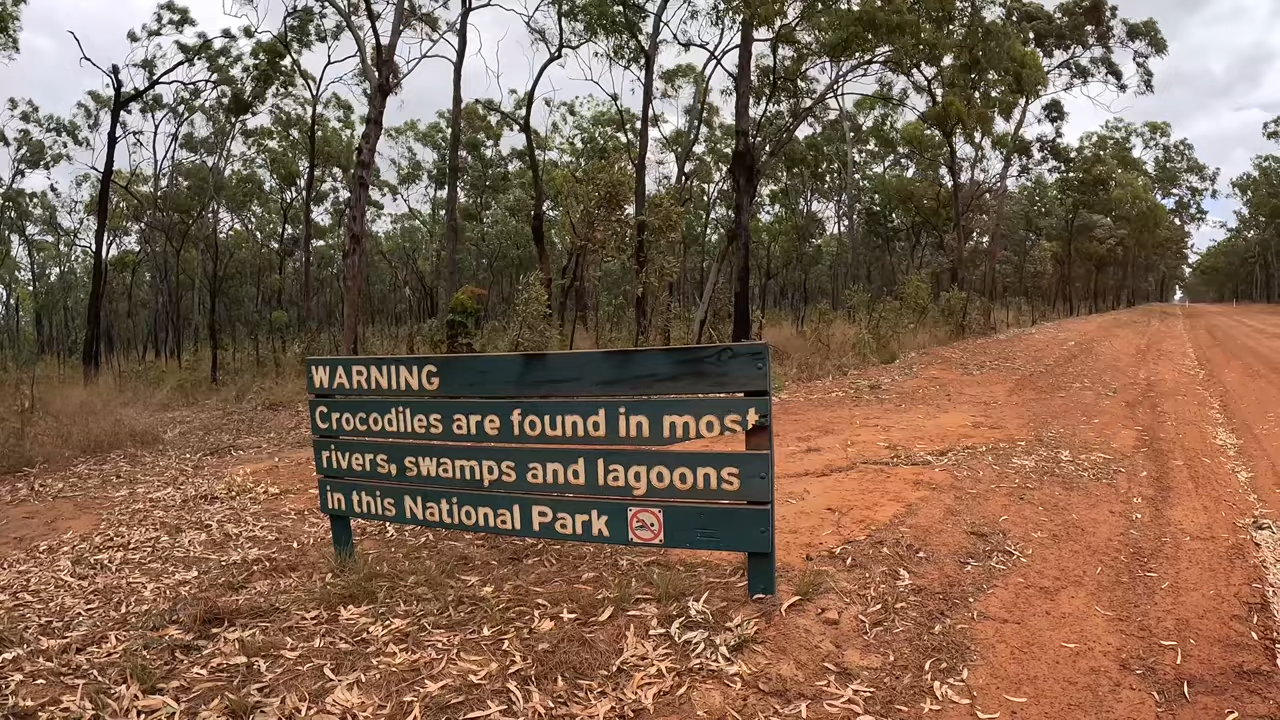 WARNING
Crocodiles are found in most
rivers, swamps and lagoons
in this National Park